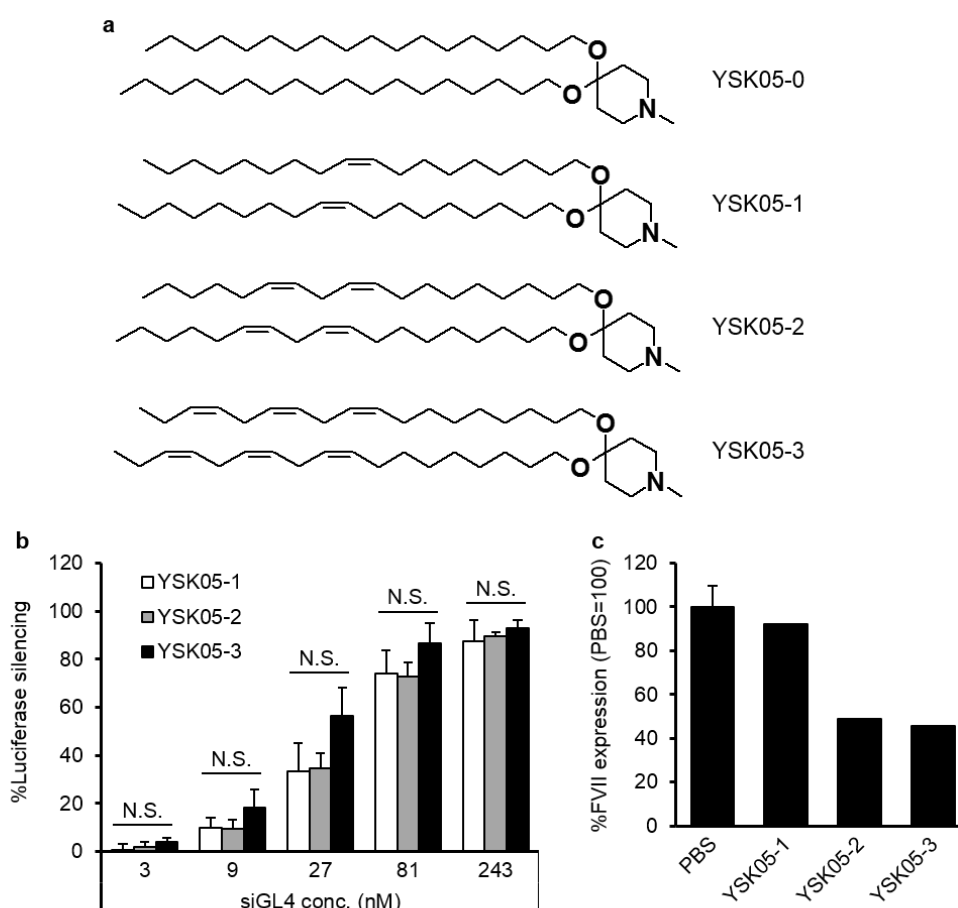 a
O
O
N
YSK05-0
O
O
N
YSK05-1
O
O
N
YSK05-2
O
O
N
YSK05-3
b
%Luciferase silencing
120
100
80
60
40
20
0
YSK05-1
YSK05-2
YSK05-3
N.S.
N.S.
N.S.
N.S.
N.S.
3 9 27 81 243
siGL4 conc. (nM)
c
%FVII expression (PBS=100)
120
100
80
60
40
20
0
PBS
YSK05-1
YSK05-2
YSK05-3